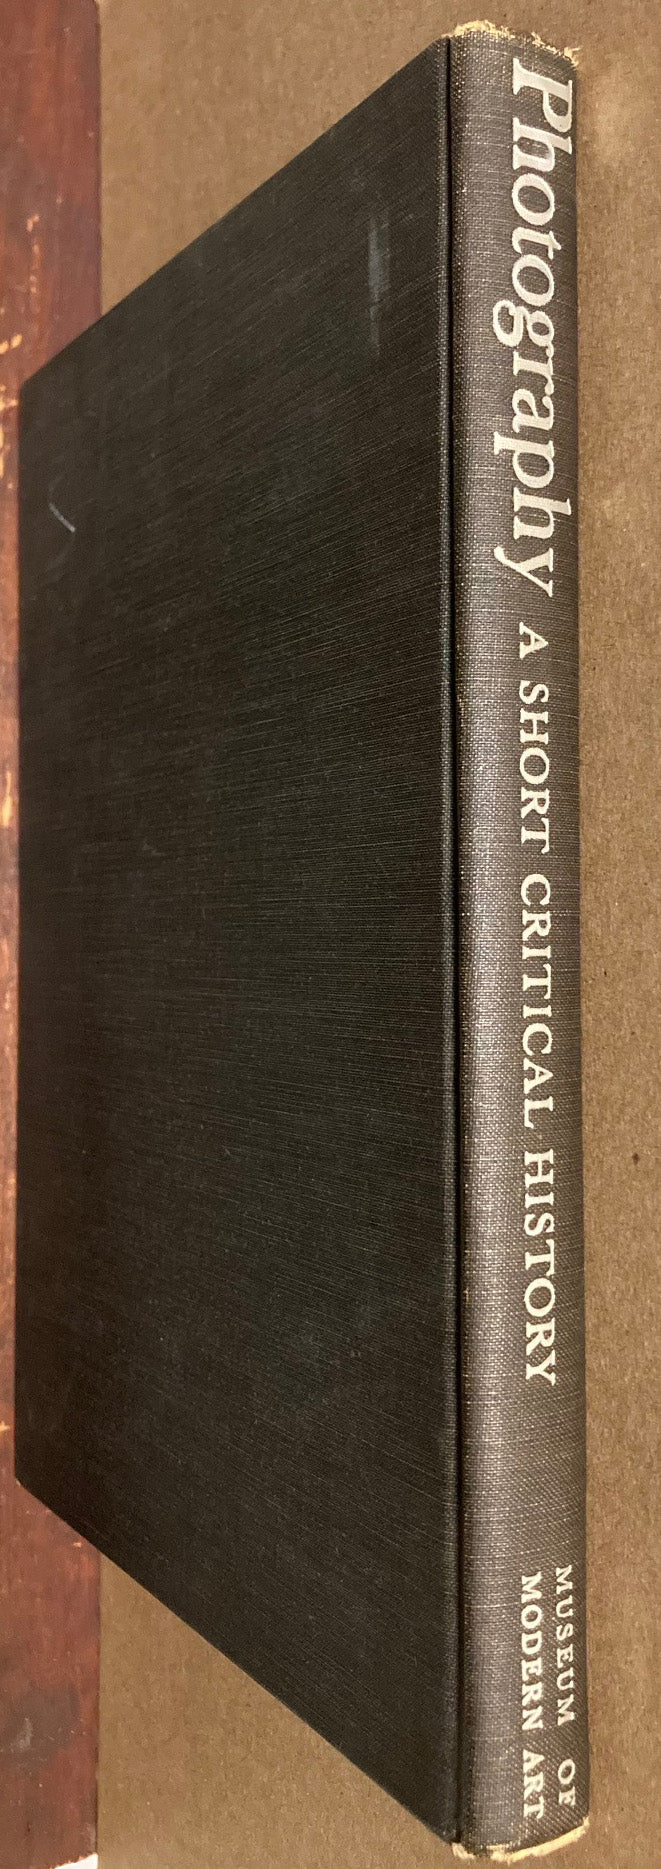 Photography A SHORT CRITICAL HISTORY
MUSEUM OF
MODERN ART